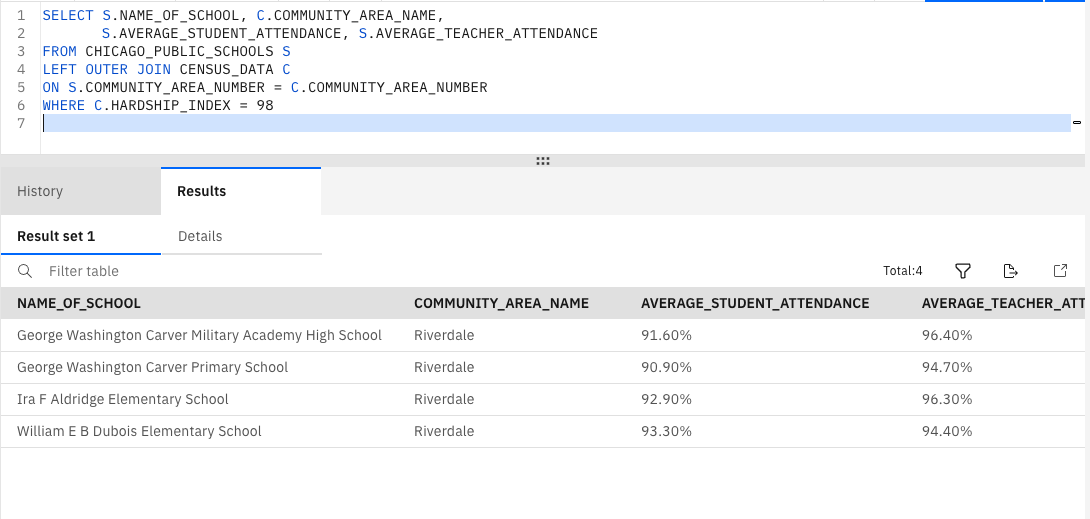 1 SELECT S.NAME_OF_SCHOOL, C.COMMUNITY_AREA_NAME,
2 S.AVERAGE_STUDENT_ATTENDANCE, S.AVERAGE_TEACHER_ATTENDANCE
3 FROM CHICAGO_PUBLIC_SCHOOLS S
4 LEFT OUTER JOIN CENSUS_DATA C
5 ON S.COMMUNITY_AREA_NUMBER = C.COMMUNITY_AREA_NUMBER
6 WHERE C.HARDSHIP_INDEX = 98
7
History Results
Result set 1 Details
Filter table Total:4
NAME_OF_SCHOOL COMMUNITY_AREA_NAME AVERAGE_STUDENT_ATTENDANCE AVERAGE_TEACHER_ATT
George Washington Carver Military Academy High School Riverdale 91.60% 96.40%
George Washington Carver Primary School Riverdale 90.90% 94.70%
Ira F Aldridge Elementary School Riverdale 92.90% 96.30%
William E B Dubois Elementary School Riverdale 93.30% 94.40%